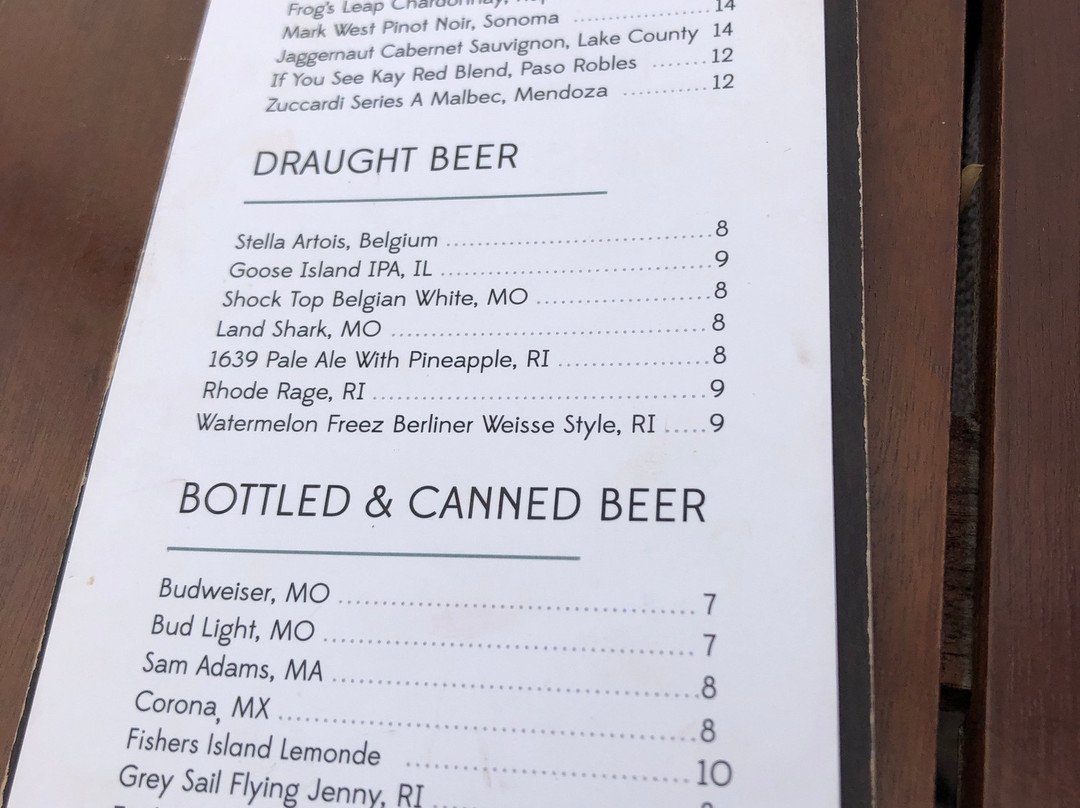 Frog's Leap Chardonnay,
Mark West Pinot Noir, Sonoma ................ 14
Jaggernaut Cabernet Sauvignon, Lake County 14
If You See Kay Red Blend, Paso Robles ....... 12
Zuccardi Series A Malbec, Mendoza ........... 12
DRAUGHT BEER
Stella Artois, Belgium ........................................ 8
Goose Island IPA, IL ......................................... 9
Shock Top Belgian White, MO .......................... 8
Land Shark, MO ................................................ 8
1639 Pale Ale With Pineapple, RI ...................... 8
Rhode Rage, RI ................................................. 9
Watermelon Freez Berliner Weisse Style, RI ..... 9
BOTTLED & CANNED BEER
Budweiser, MO ................................................. 7
Bud Light, MO .................................................. 7
Sam Adams, MA ................................................ 8
Corona, MX ...................................................... 8
Fishers Island Lemonde ..................................... 10
Grey Sail Flying Jenny, RI